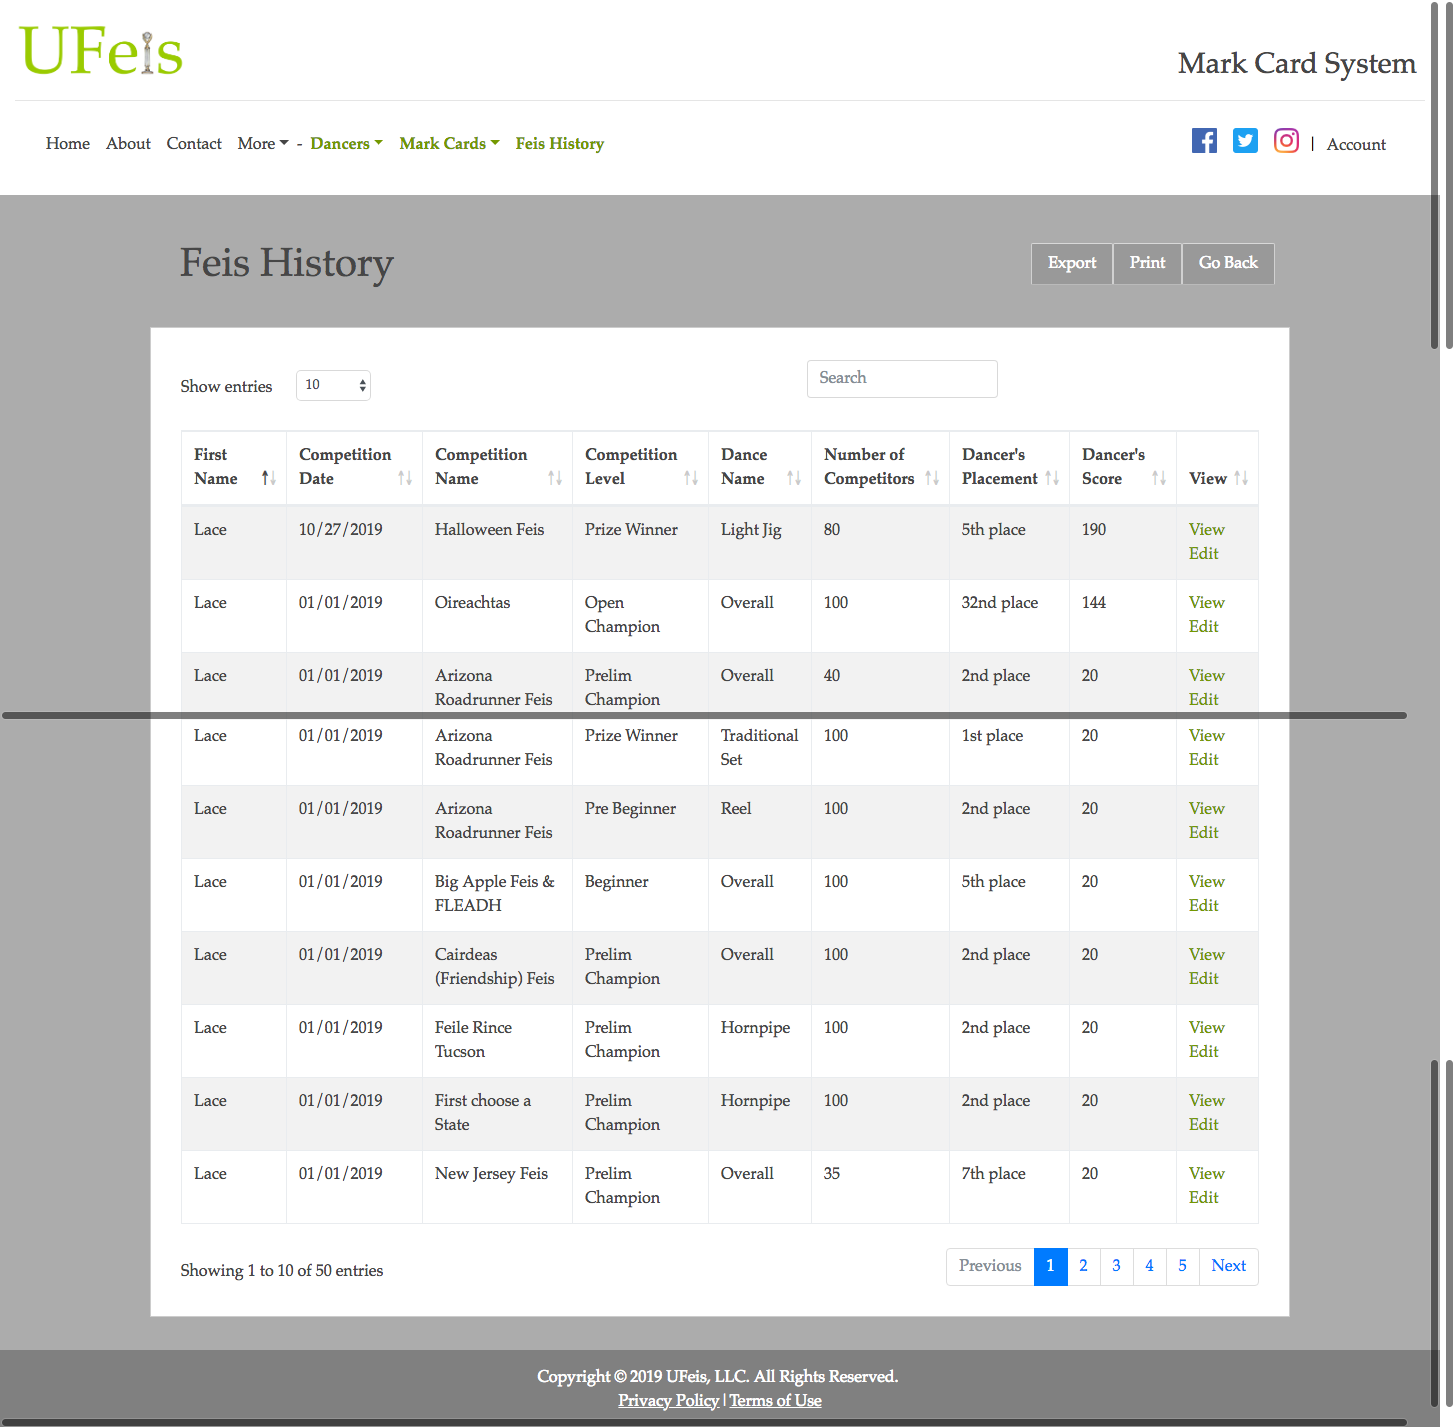 UFeis
Mark Card System
Home About Contact More - Dancers Mark Cards Feis History | Account
Feis History
Export Print Go Back
Show entries 10 Search
First Name Competition Date Competition Name Competition Level Dance Name Number of Competitors Dancer's Placement Dancer's Score View
Lace 10/27/2019 Halloween Feis Prize Winner Light Jig 80 5th place 190 View Edit
Lace 01/01/2019 Oireachtas Open Champion Overall 100 32nd place 144 View Edit
Lace 01/01/2019 Arizona Roadrunner Feis Prelim Champion Overall 40 2nd place 20 View Edit
Lace 01/01/2019 Arizona Roadrunner Feis Prize Winner Traditional Set 100 1st place 20 View Edit
Lace 01/01/2019 Arizona Roadrunner Feis Pre Beginner Reel 100 2nd place 20 View Edit
Lace 01/01/2019 Big Apple Feis & FLEADH Beginner Overall 100 5th place 20 View Edit
Lace 01/01/2019 Cairdeas (Friendship) Feis Prelim Champion Overall 100 2nd place 20 View Edit
Lace 01/01/2019 Feile Rince Tucson Prelim Champion Hornpipe 100 2nd place 20 View Edit
Lace 01/01/2019 First choose a State Prelim Champion Hornpipe 100 2nd place 20 View Edit
Lace 01/01/2019 New Jersey Feis Prelim Champion Overall 35 7th place 20 View Edit
Showing 1 to 10 of 50 entries Previous 1 2 3 4 5 Next
Copyright © 2019 UFeis, LLC. All Rights Reserved.
Privacy Policy | Terms of Use